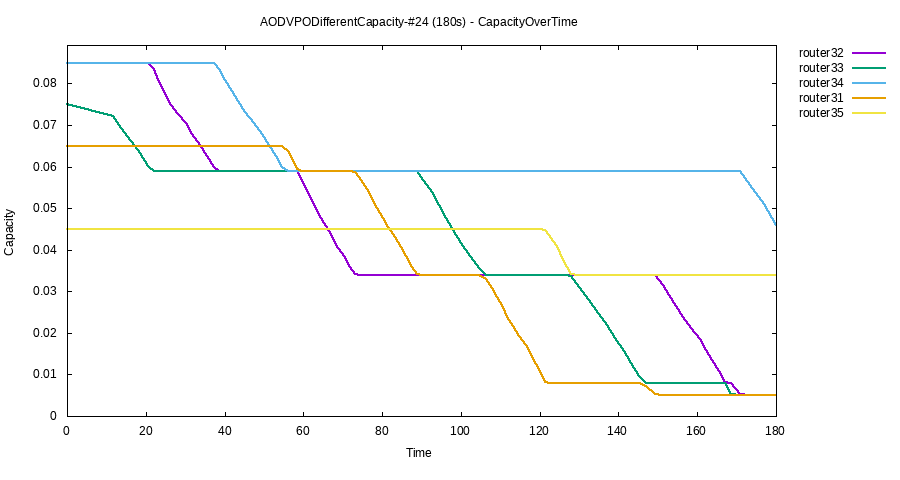 AODVPODifferentCapacity-#24 (180s) - CapacityOverTime
router32
router33
router34
router31
router35
0.08
0.07
0.06
0.05
0.04
0.03
0.02
0.01
0
Capacity
0 20 40 60 80 100 120 140 160 180
Time